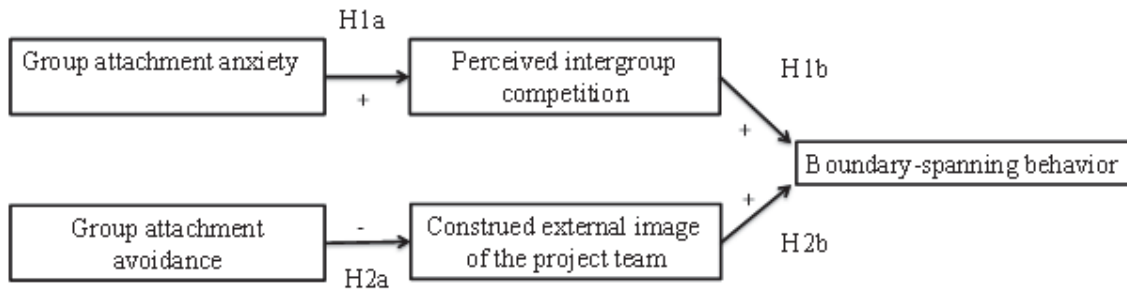 H1a
Group attachment anxiety
Perceived intergroup
competition
+
H1b
+
Boundary-spanning behavior
Group attachment
avoidance
-
H2a
Construed external image
of the project team
+
H2b